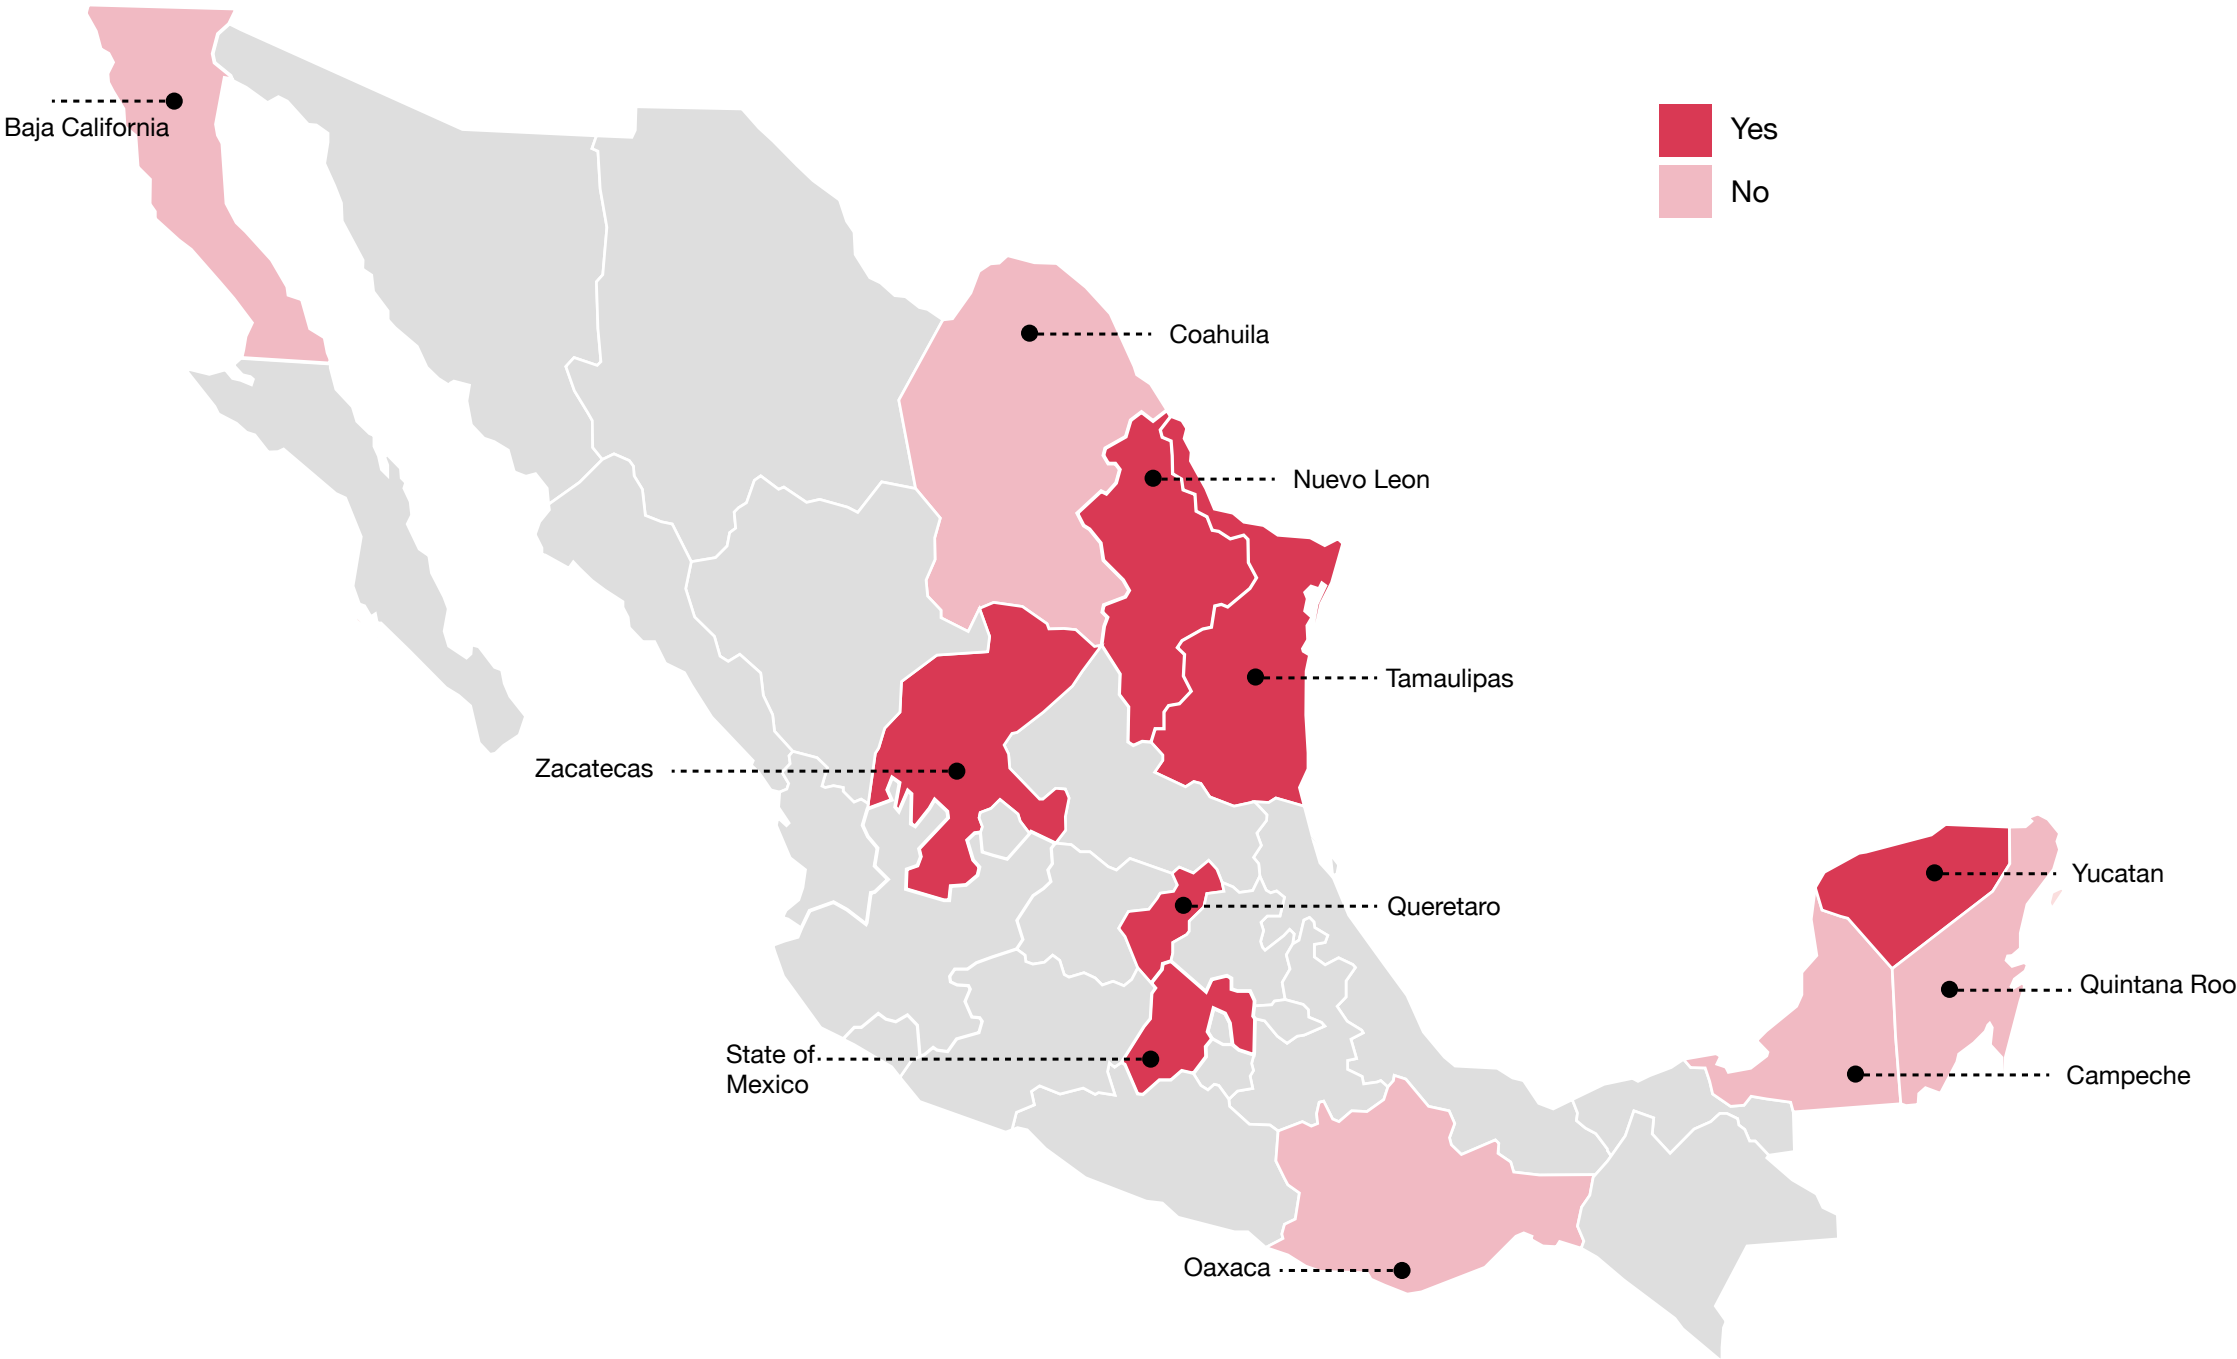 Yes
Baja California
No
Coahuila
Nuevo Leon
Tamaulipas
Zacatecas
Yucatan
Queretaro
Quintana Roo
State of
Mexico
Campeche
Oaxaca